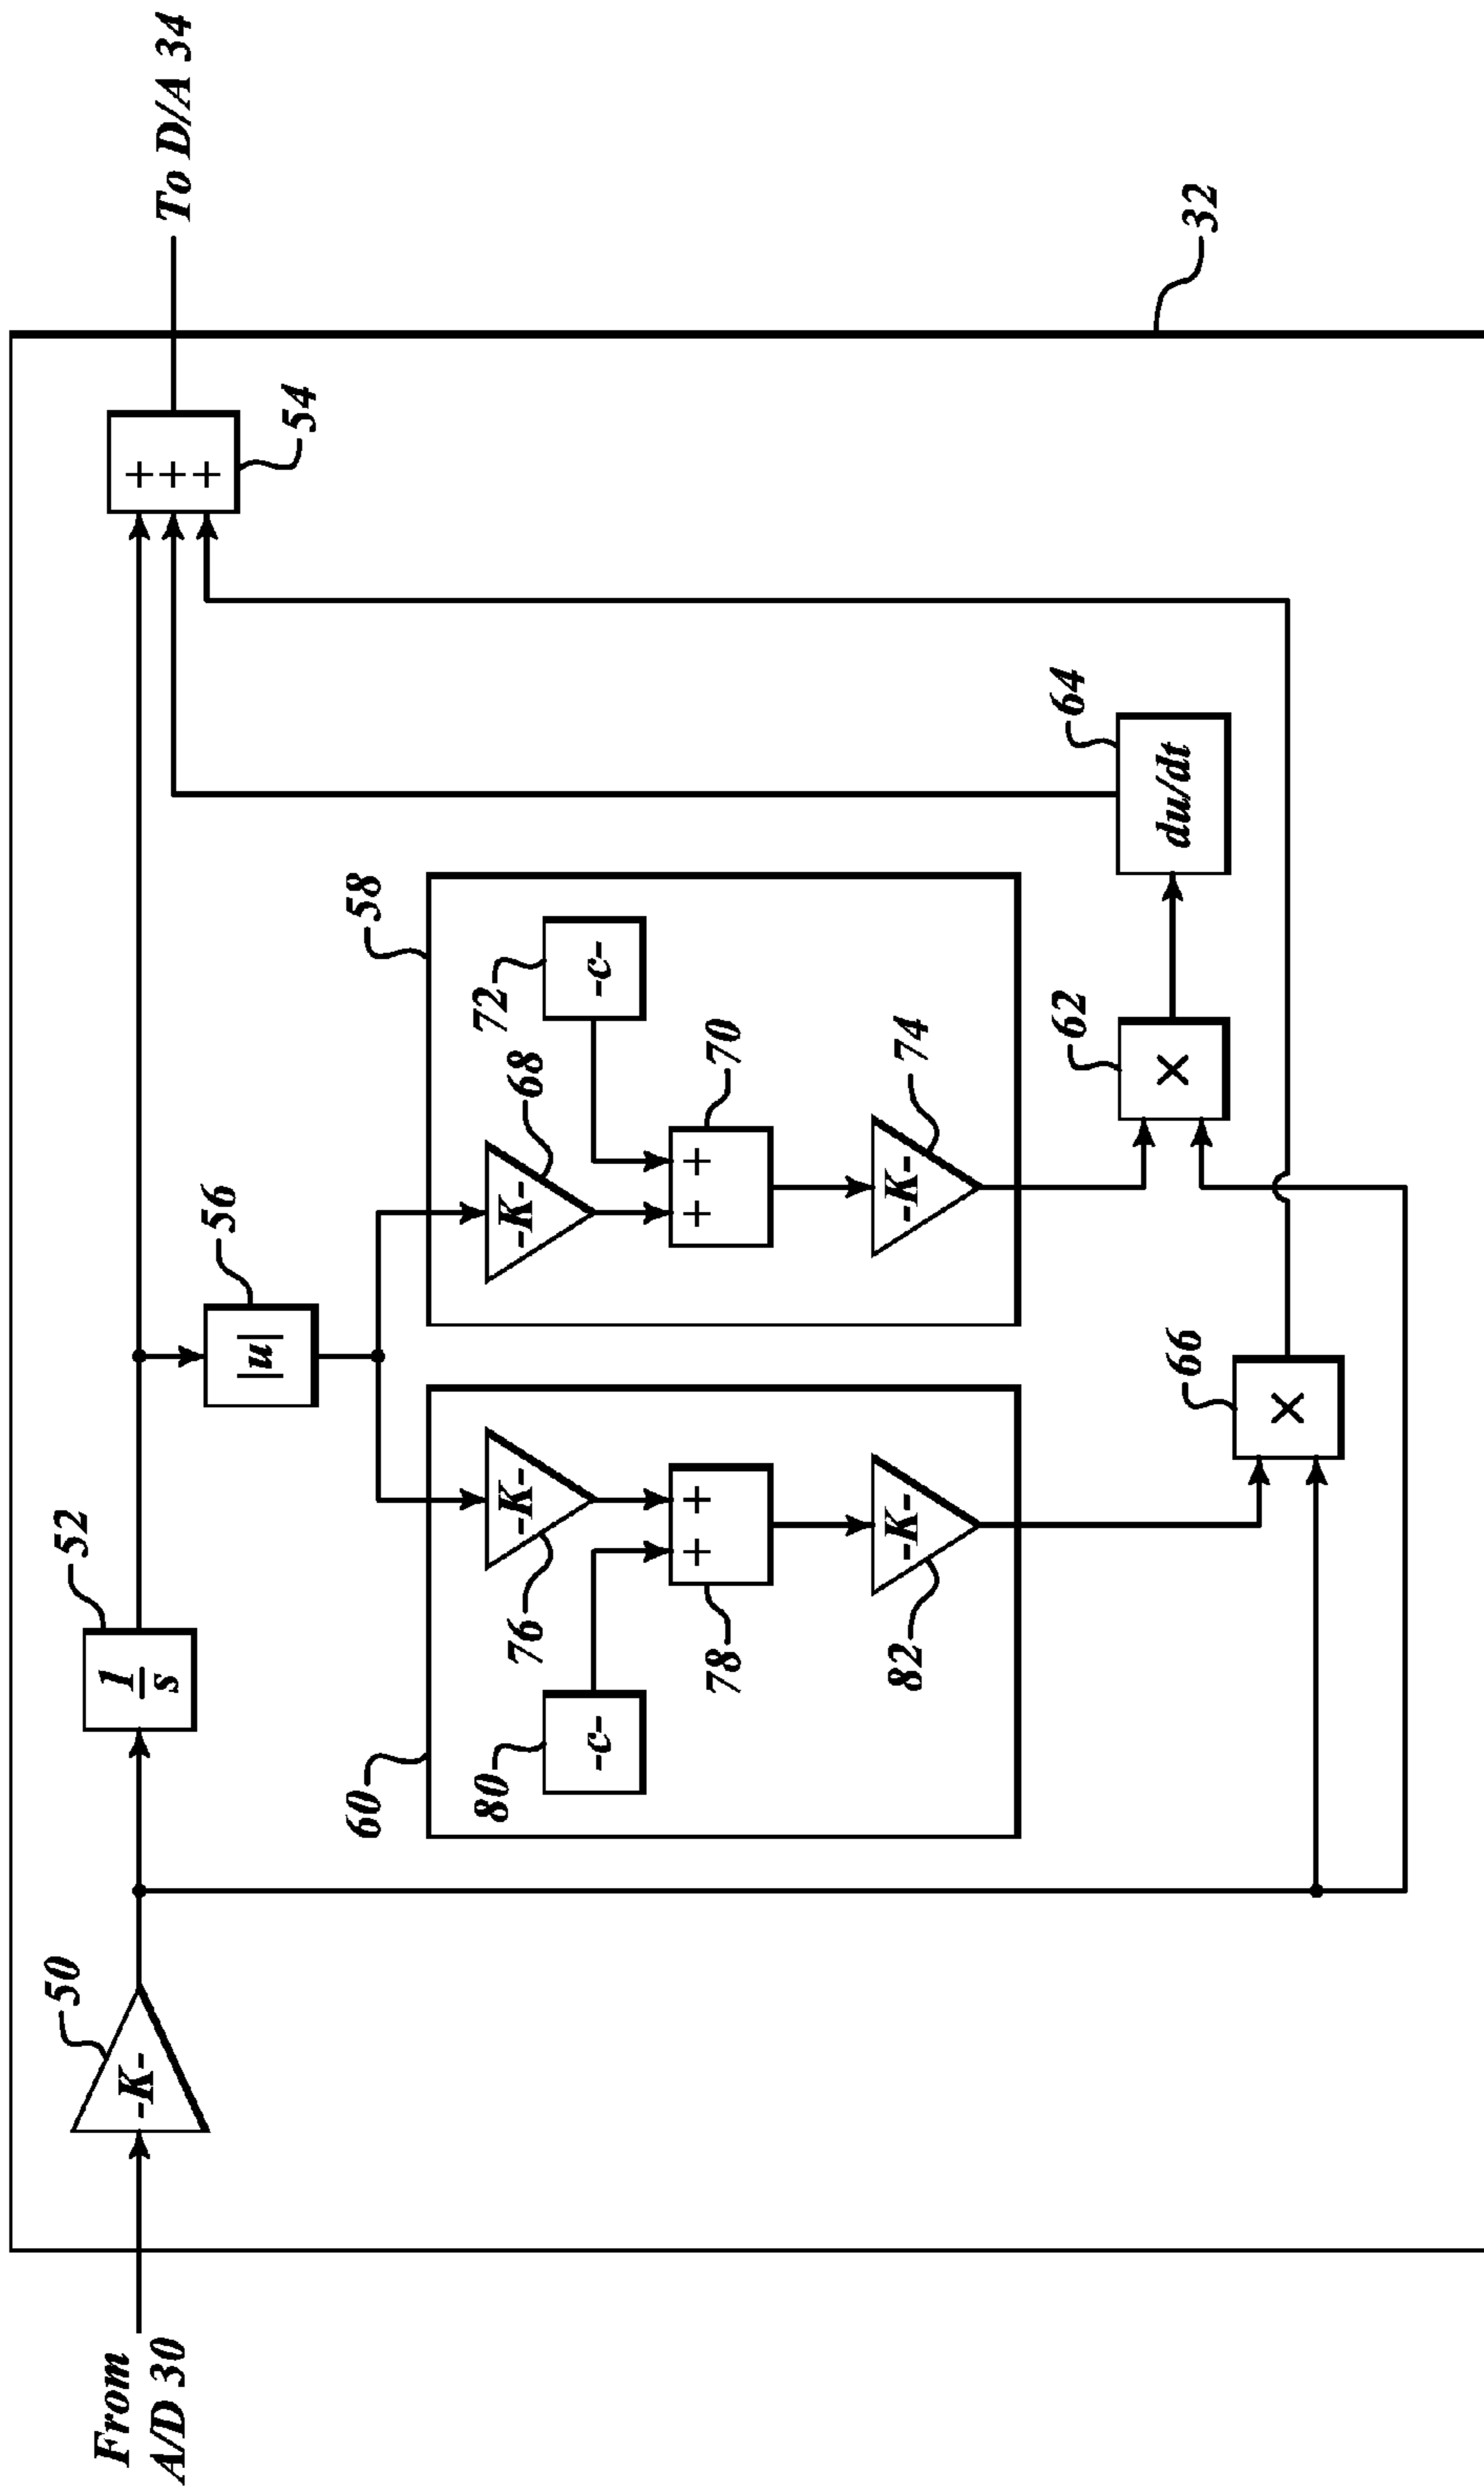 From
A/D 30
-K-
50
1
s
52
|u|
56
+
+
+
54
To D/A 34
60
80
-c-
-K-
76
+
+
78
-K-
82
58
-K-
68
72
-c-
+
+
70
-K-
74
×
66
×
62
du/dt
64
32